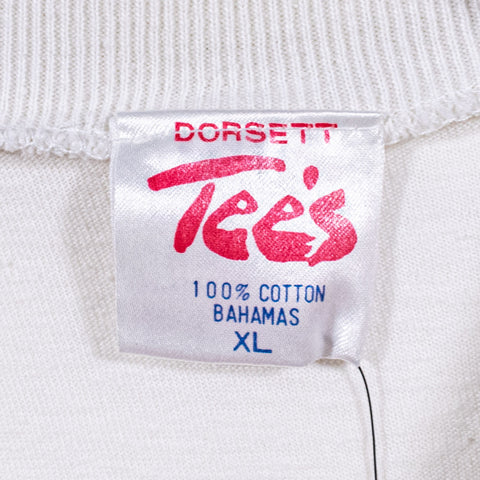 DORSETT
Tee's
100% COTTON
BAHAMAS
XL